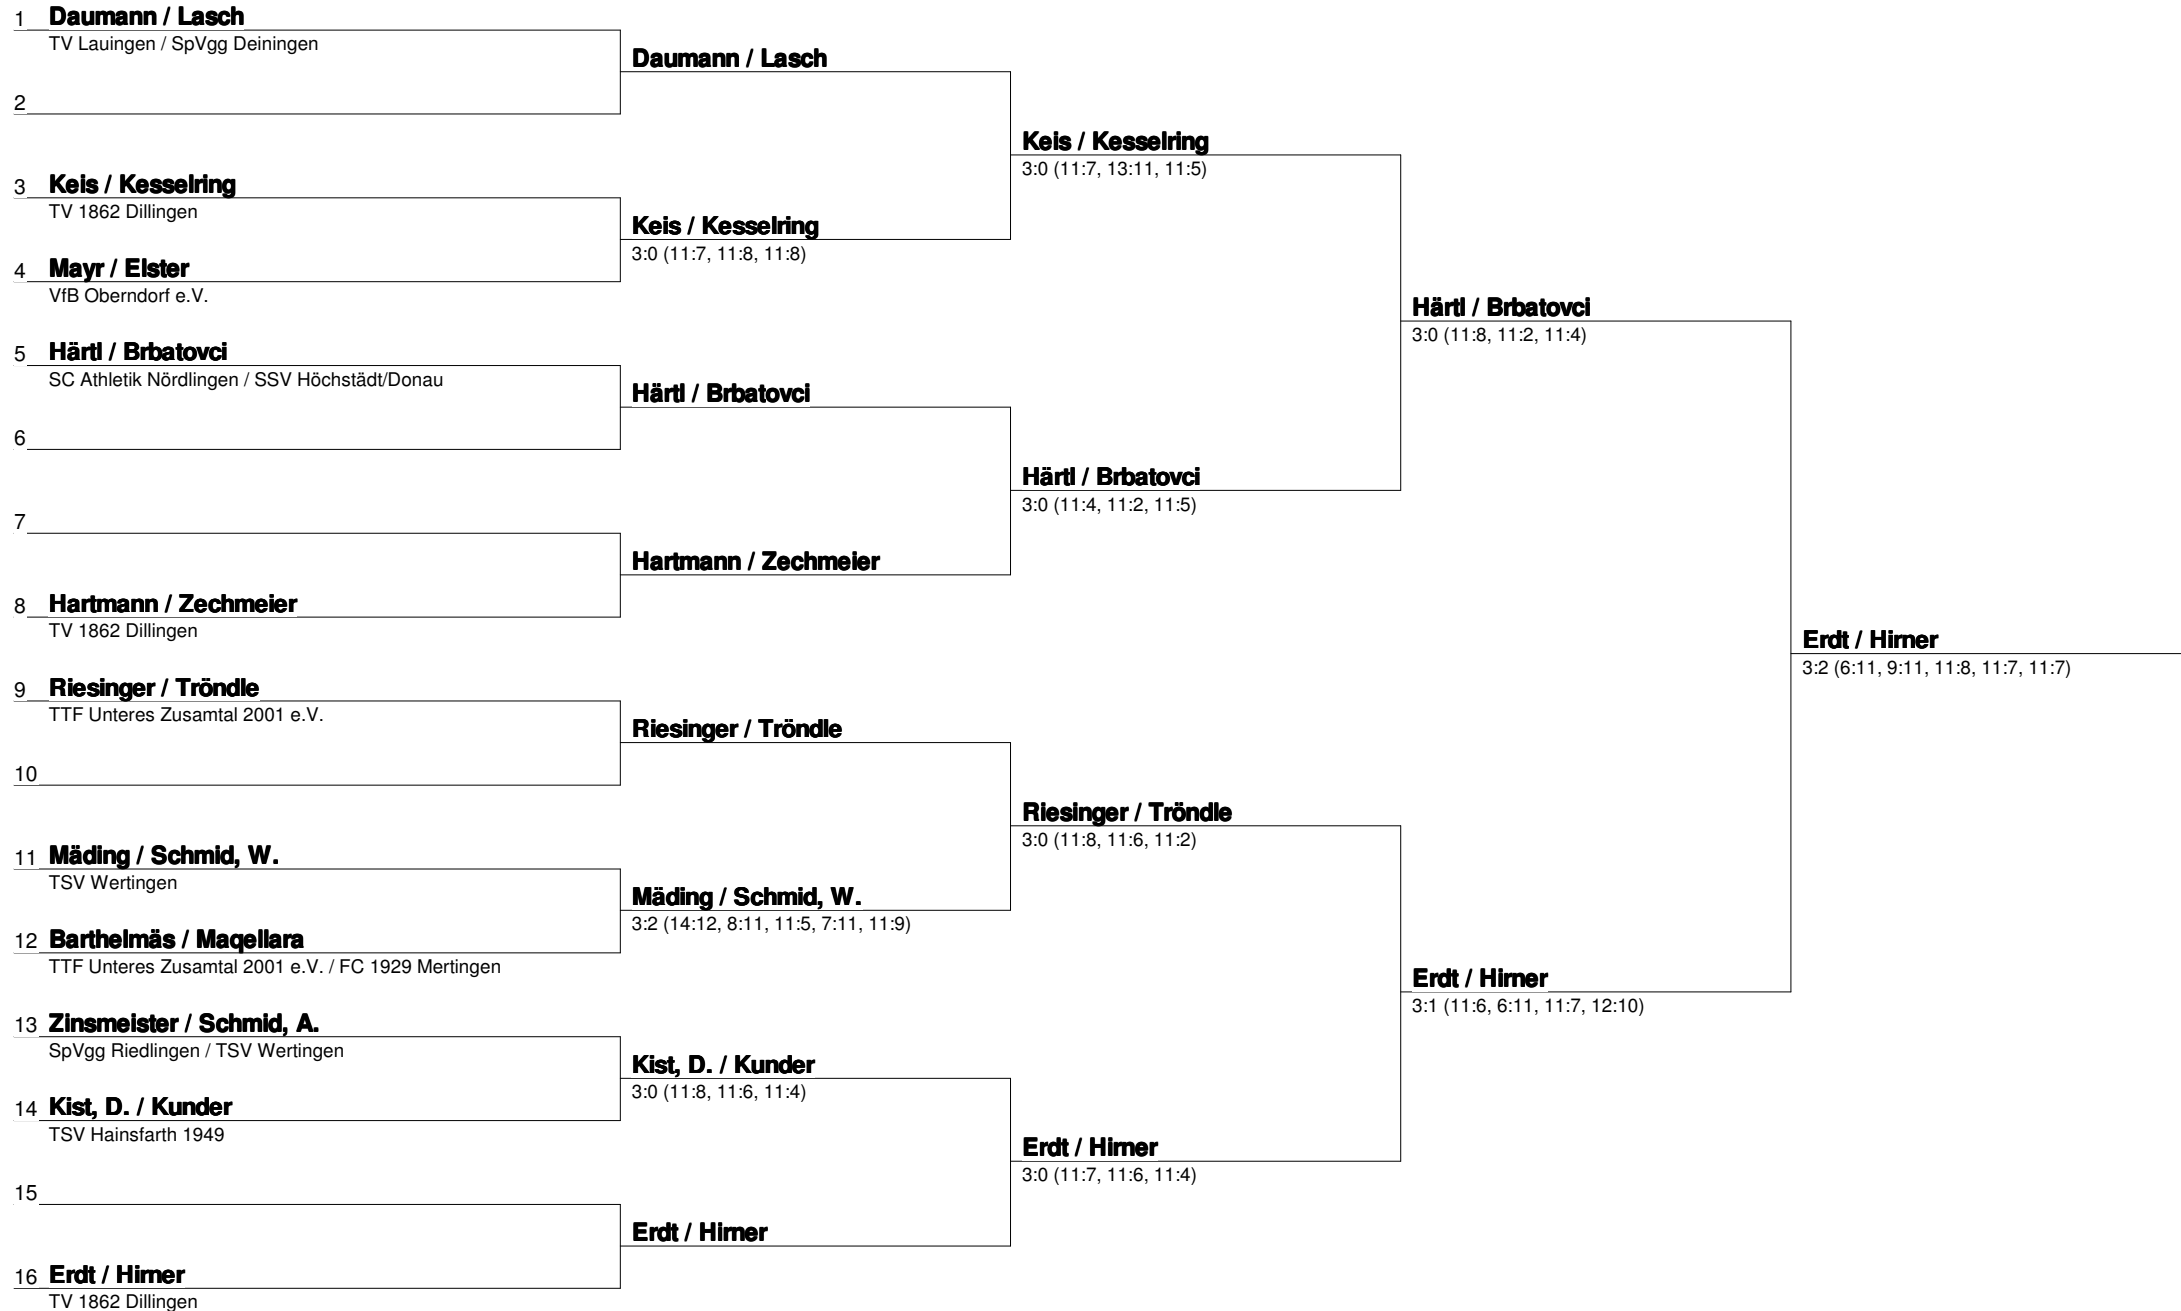 1 Daumann / Lasch
TV Lauingen / SpVgg Deiningen
Daumann / Lasch
2
Keis / Kesselring
3:0 (11:7, 13:11, 11:5)
3 Keis / Kesselring
TV 1862 Dillingen
Keis / Kesselring
3:0 (11:7, 11:8, 11:8)
4 Mayr / Elster
VfB Oberndorf e.V.
Härtl / Brbatovci
3:0 (11:8, 11:2, 11:4)
5 Härtl / Brbatovci
SC Athletik Nördlingen / SSV Höchstädt/Donau
Härtl / Brbatovci
6
Härtl / Brbatovci
3:0 (11:4, 11:2, 11:5)
7
Hartmann / Zechmeier
8 Hartmann / Zechmeier
TV 1862 Dillingen
Erdt / Hirner
3:2 (6:11, 9:11, 11:8, 11:7, 11:7)
9 Riesinger / Tröndle
TTF Unteres Zusamtal 2001 e.V.
Riesinger / Tröndle
10
Riesinger / Tröndle
3:0 (11:8, 11:6, 11:2)
11 Mäding / Schmid, W.
TSV Wertingen
Mäding / Schmid, W.
3:2 (14:12, 8:11, 11:5, 7:11, 11:9)
12 Barthelmäs / Maqellara
TTF Unteres Zusamtal 2001 e.V. / FC 1929 Mertingen
Erdt / Hirner
3:1 (11:6, 6:11, 11:7, 12:10)
13 Zinsmeister / Schmid, A.
SpVgg Riedlingen / TSV Wertingen
Kist, D. / Kunder
3:0 (11:8, 11:6, 11:4)
14 Kist, D. / Kunder
TSV Hainsfarth 1949
Erdt / Hirner
3:0 (11:7, 11:6, 11:4)
15
Erdt / Hirner
16 Erdt / Hirner
TV 1862 Dillingen